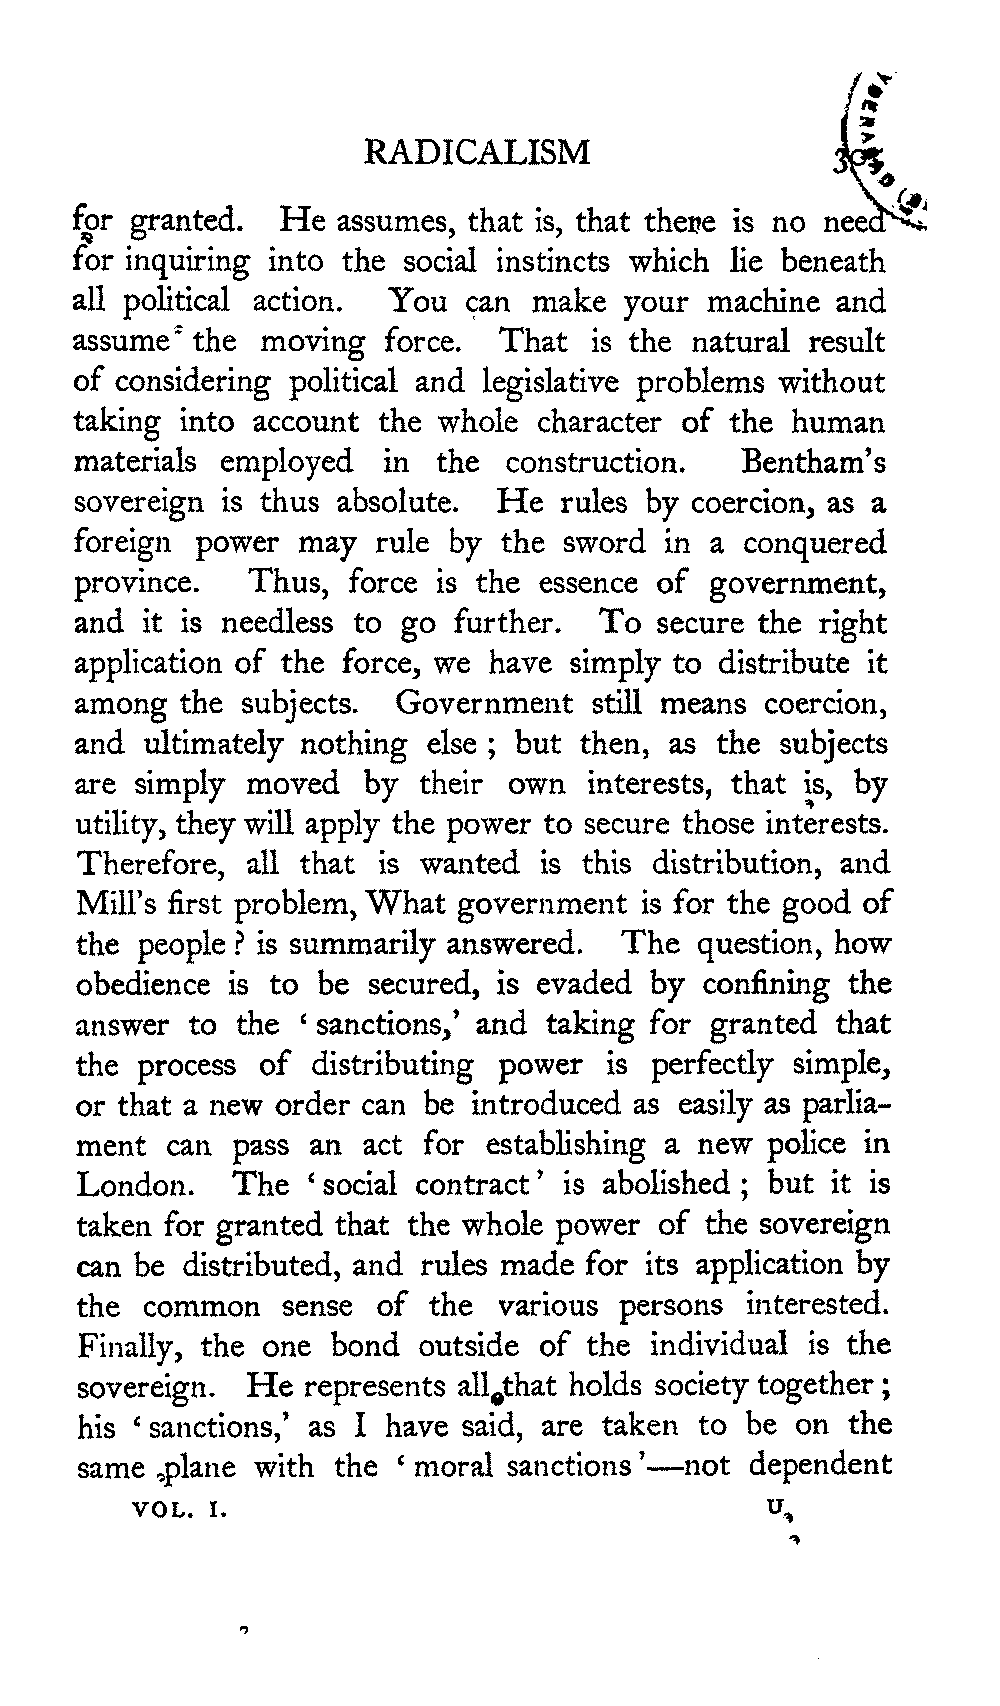 RADICALISM
for granted. He assumes, that is, that there is no need
for inquiring into the social instincts which lie beneath
all political action. You can make your machine and
assume the moving force. That is the natural result
of considering political and legislative problems without
taking into account the whole character of the human
materials employed in the construction. Bentham's
sovereign is thus absolute. He rules by coercion, as a
foreign power may rule by the sword in a conquered
province. Thus, force is the essence of government,
and it is needless to go further. To secure the right
application of the force, we have simply to distribute it
among the subjects. Government still means coercion,
and ultimately nothing else ; but then, as the subjects
are simply moved by their own interests, that is, by
utility, they will apply the power to secure those interests.
Therefore, all that is wanted is this distribution, and
Mill's first problem, What government is for the good of
the people ? is summarily answered. The question, how
obedience is to be secured, is evaded by confining the
answer to the ‘ sanctions,’ and taking for granted that
the process of distributing power is perfectly simple,
or that a new order can be introduced as easily as parlia-
ment can pass an act for establishing a new police in
London. The ‘ social contract ’ is abolished ; but it is
taken for granted that the whole power of the sovereign
can be distributed, and rules made for its application by
the common sense of the various persons interested.
Finally, the one bond outside of the individual is the
sovereign. He represents all that holds society together ;
his ‘ sanctions,’ as I have said, are taken to be on the
same plane with the ‘ moral sanctions ’—not dependent
VOL. I. U